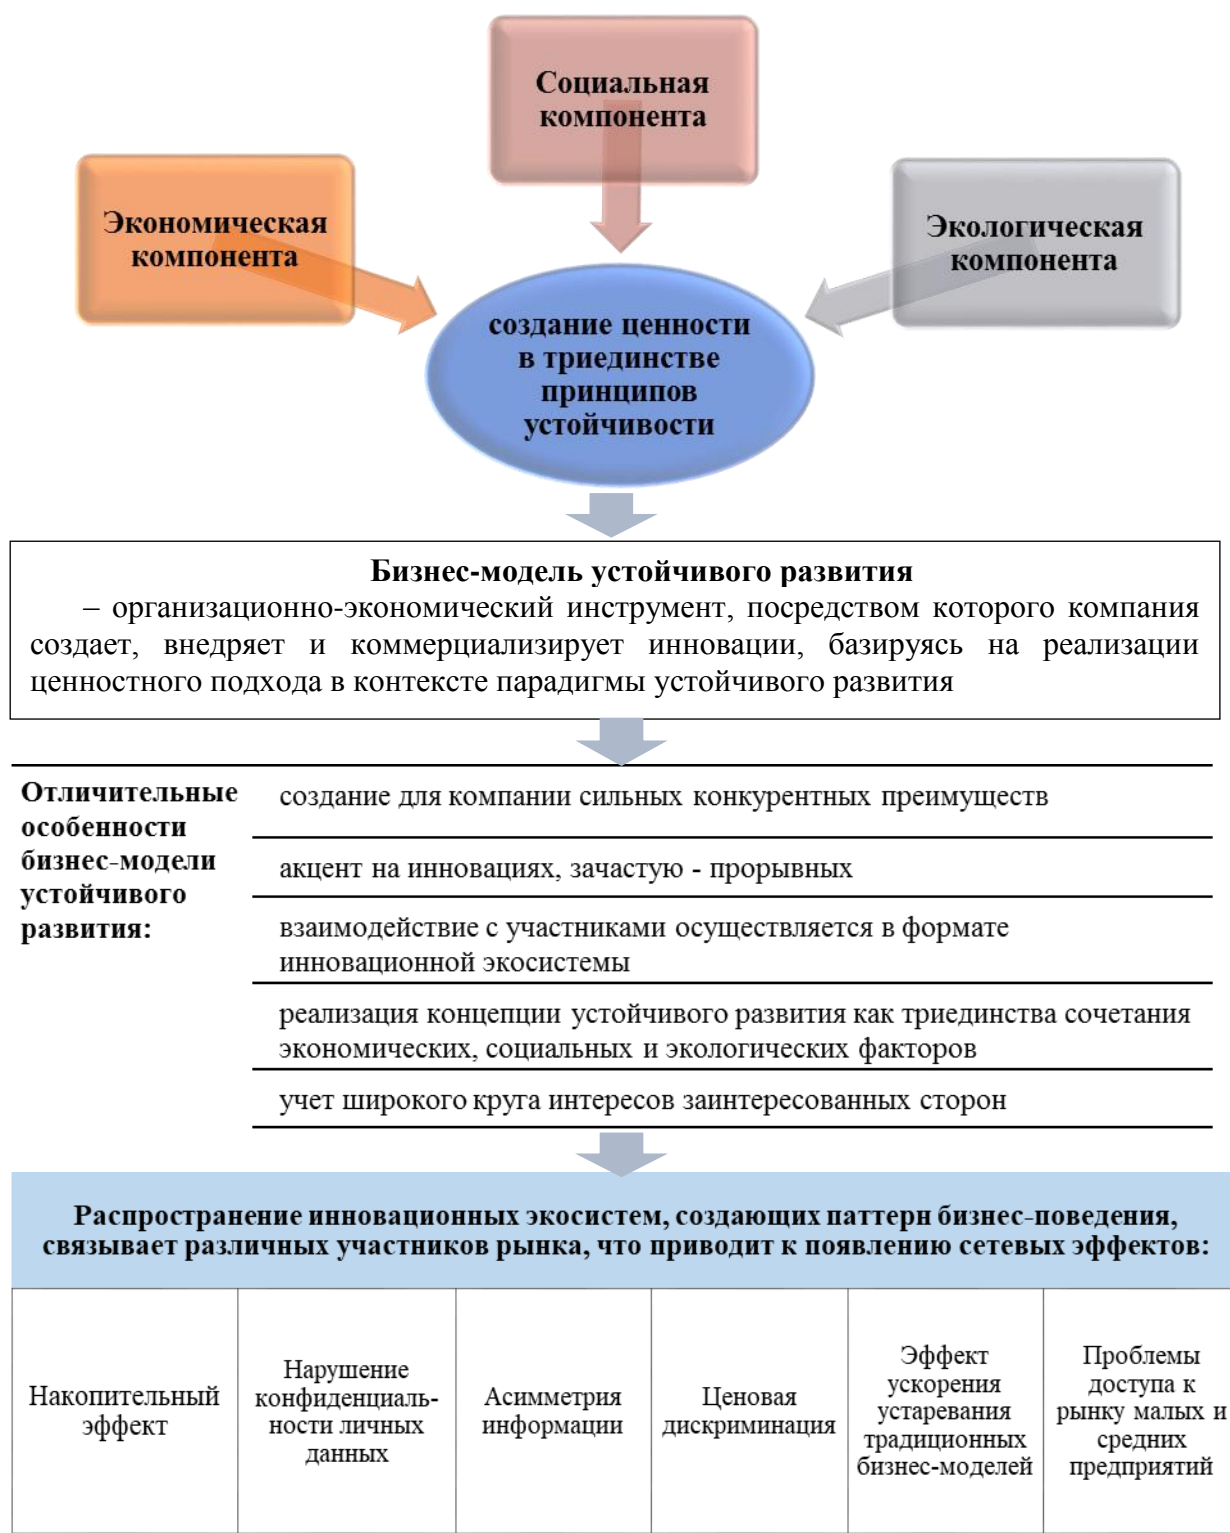 Социальная
компонента
Экономическая
компонента
Экологическая
компонента
создание ценности
в триединстве
принципов
устойчивости
Бизнес-модель устойчивого развития
– организационно-экономический инструмент, посредством которого компания
создает, внедряет и коммерциализирует инновации, базируясь на реализации
ценностного подхода в контексте парадигмы устойчивого развития
Отличительные
особенности
бизнес-модели
устойчивого
развития:
создание для компании сильных конкурентных преимуществ
акцент на инновациях, зачастую - прорывных
взаимодействие с участниками осуществляется в формате
инновационной экосистемы
реализация концепции устойчивого развития как триединства сочетания
экономических, социальных и экологических факторов
учет широкого круга интересов заинтересованных сторон
Распространение инновационных экосистем, создающих паттерн бизнес-поведения,
связывает различных участников рынка, что приводит к появлению сетевых эффектов:
Накопительный
эффект
Нарушение
конфиденциаль-
ности личных
данных
Асимметрия
информации
Ценовая
дискриминация
Эффект
ускорения
устаревания
традиционных
бизнес-моделей
Проблемы
доступа к
рынку малых и
средних
предприятий